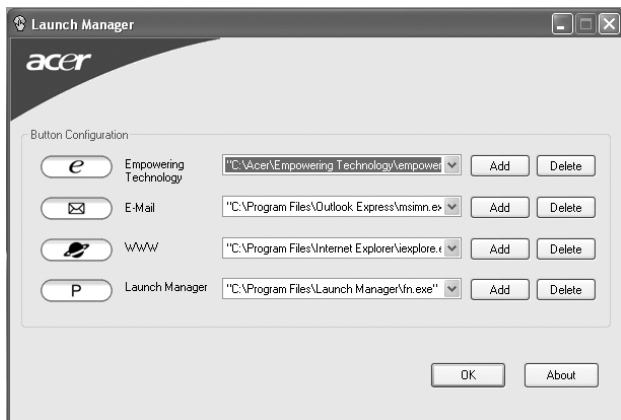 Launch Manager
acer
Button Configuration
e Empowering Technology "C:\Acer\Empowering Technology\empower Add Delete
E-Mail "C:\Program Files\Outlook Express\msimn.ex Add Delete
WWW "C:\Program Files\Internet Explorer\iexplore.e Add Delete
P Launch Manager "C:\Program Files\Launch Manager\fn.exe" Add Delete
OK About